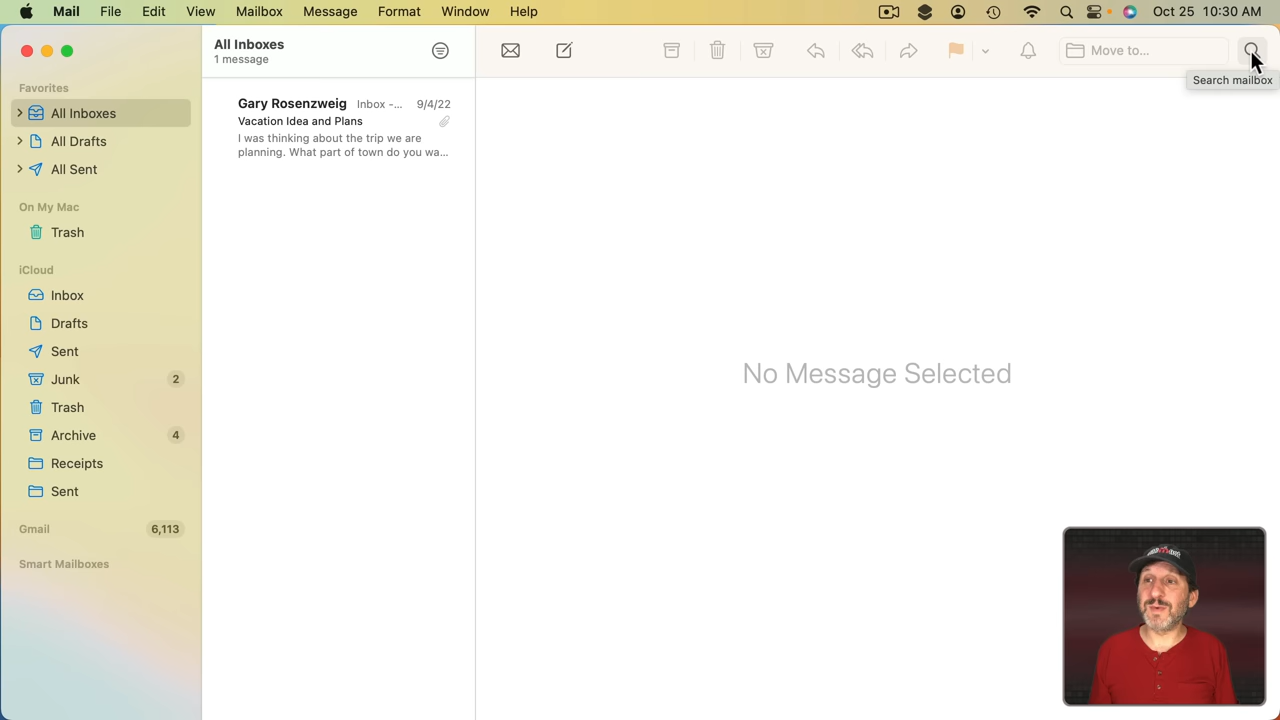 Mail File Edit View Mailbox Message Format Window Help Oct 25 10:30 AM
All Inboxes
1 message
Move to...
Search mailbox
Favorites
All Inboxes
All Drafts
All Sent
On My Mac
Trash
iCloud
Inbox
Drafts
Sent
Junk 2
Trash
Archive 4
Receipts
Sent
Gmail 6,113
Smart Mailboxes
Gary Rosenzweig Inbox -... 9/4/22
Vacation Idea and Plans
I was thinking about the trip we are
planning. What part of town do you wa...
No Message Selected